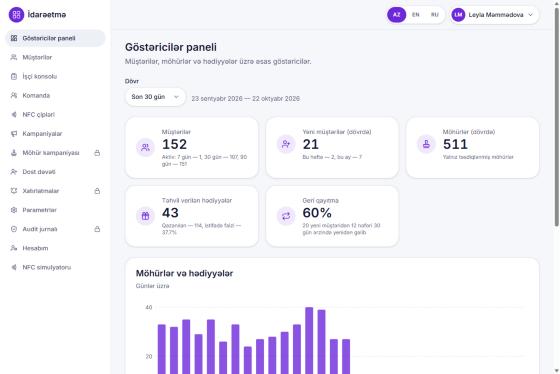 İdarəetmə
Göstəricilər paneli
Müştərilər
İşçi konsolu
Komanda
NFC çipləri
Kampaniyalar
Möhür kampaniyası
Dost dəvəti
Xatırlatmalar
Parametrlər
Audit jurnalı
Hesabım
NFC simulyatoru
AZ EN RU
LM Leyla Məmmədova
Göstəricilər paneli
Müştərilər, möhürlər və hədiyyələr üzrə əsas göstəricilər.
Dövr
Son 30 gün
23 sentyabr 2026 — 22 oktyabr 2026
Müştərilər
152
Aktiv: 7 gün — 1, 30 gün — 107, 90
gün — 151
Yeni müştərilər (dövrdə)
21
Bu həftə — 2, bu ay — 7
Möhürlər (dövrdə)
511
Yalnız təsdiqlənmiş möhürlər
Təhvil verilən hədiyyələr
43
Qazanılan — 114, istifadə faizi —
37.7%
Geri qayıtma
60%
20 yeni müştəridən 12 nəfəri 30
gün ərzində yenidən gəlib
Möhürlər və hədiyyələr
Günlər üzrə
40
20